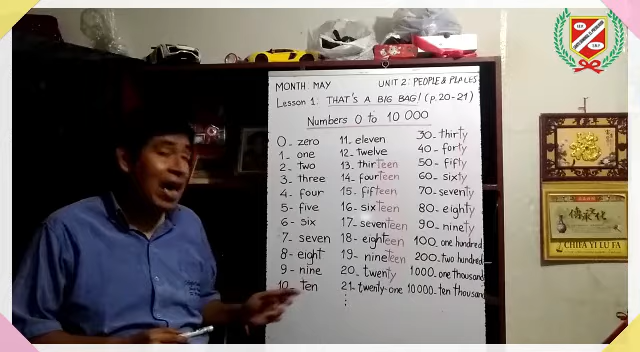 MONTH: MAY
UNIT 2: PEOPLE & PLACES
Lesson 1: THAT'S A BIG BAG! (p. 20-21)
Numbers 0 to 10 000
0- zero
1- one
2- two
3- three
4- four
5- five
6- six
7- seven
8- eight
9- nine
10- ten
11- eleven
12- twelve
13- thirteen
14- fourteen
15- fifteen
16- sixteen
17- seventeen
18- eighteen
19- nineteen
20- twenty
21- twenty-one
30- thirty
40- forty
50- fifty
60- sixty
70- seventy
80- eighty
90- ninety
100- one hundred
200- two hundred
1000- one thousand
10 000- ten thousand
CHIFA YI LU FA